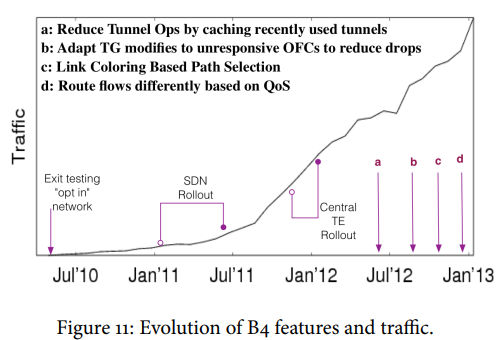 a: Reduce Tunnel Ops by caching recently used tunnels
b: Adapt TG modifies to unresponsive OFCs to reduce drops
c: Link Coloring Based Path Selection
d: Route flows differently based on QoS
Traffic
Exit testing
"opt in"
network
SDN
Rollout
Central
TE
Rollout
a
b
c
d
Jul'10
Jan'11
Jul'11
Jan'12
Jul'12
Jan'13
Figure 11: Evolution of B4 features and traffic.